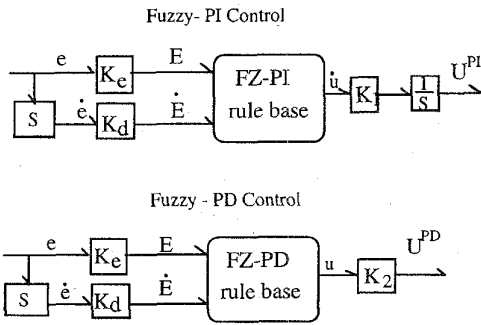 Fuzzy- PI Control
e K_e E FZ-PI rule base u̇ K 1/S U^PI
S ė K_d Ė
Fuzzy - PD Control
e K_e E FZ-PD rule base u K_2 U^PD
S ė K_d Ė